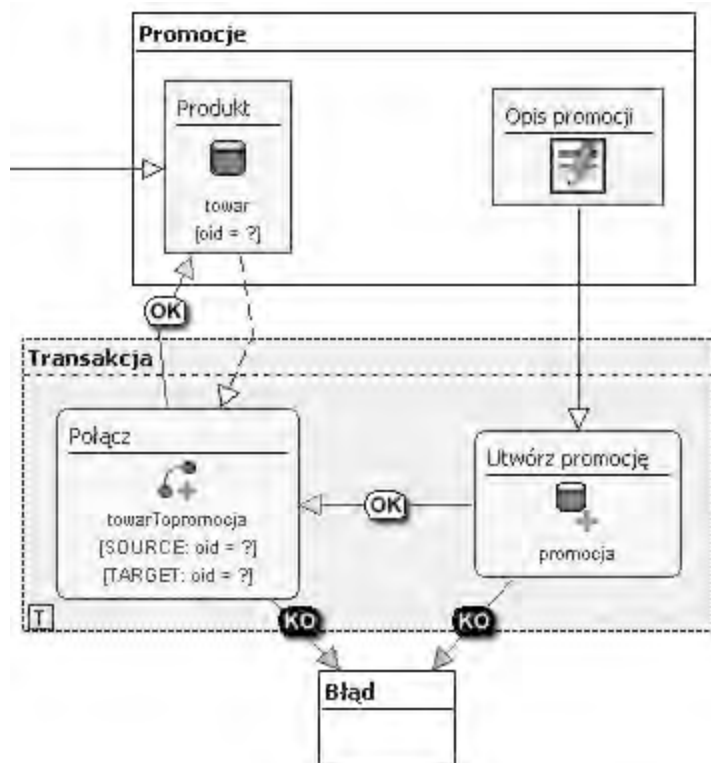 Promocje
Produkt
towar
[oid = ?]
Opis promocji
OK
Transakcja
Połącz
towarTopromocja
[SOURCE: oid = ?]
[TARGET: oid = ?]
OK
Utwórz promocję
promocja
T
KO
KO
Błąd